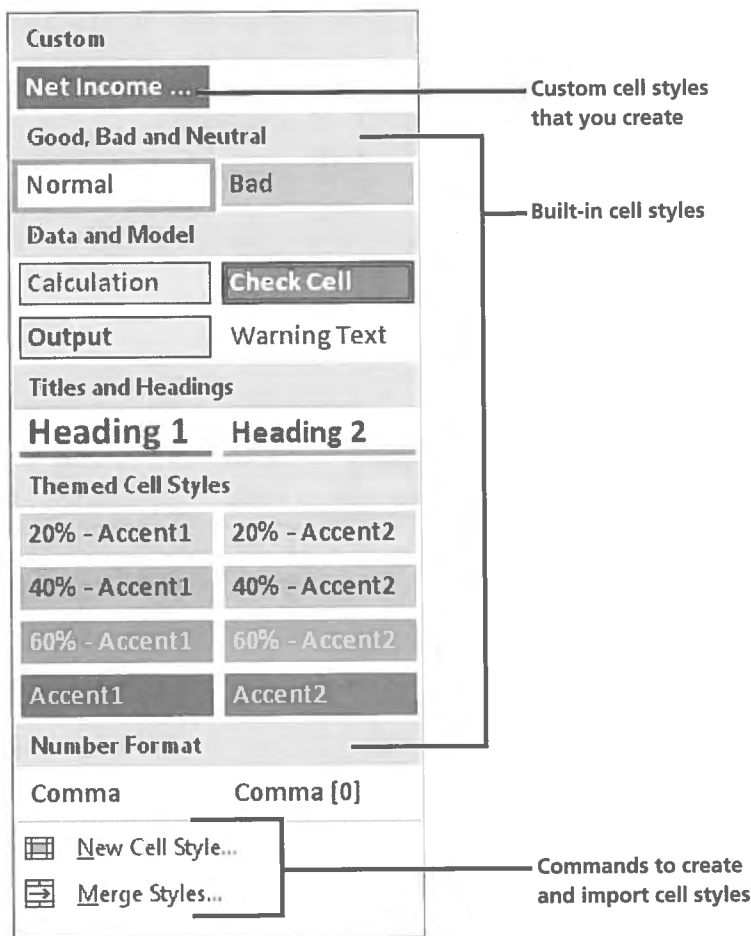 Custom
Net Income ...
Custom cell styles
that you create
Good, Bad and Neutral
Normal Bad
Built-in cell styles
Data and Model
Calculation Check Cell
Output Warning Text
Titles and Headings
Heading 1 Heading 2
Themed Cell Styles
20% - Accent1 20% - Accent2
40% - Accent1 40% - Accent2
60% - Accent1 60% - Accent2
Accent1 Accent2
Number Format
Comma Comma [0]
New Cell Style...
Merge Styles...
Commands to create
and import cell styles